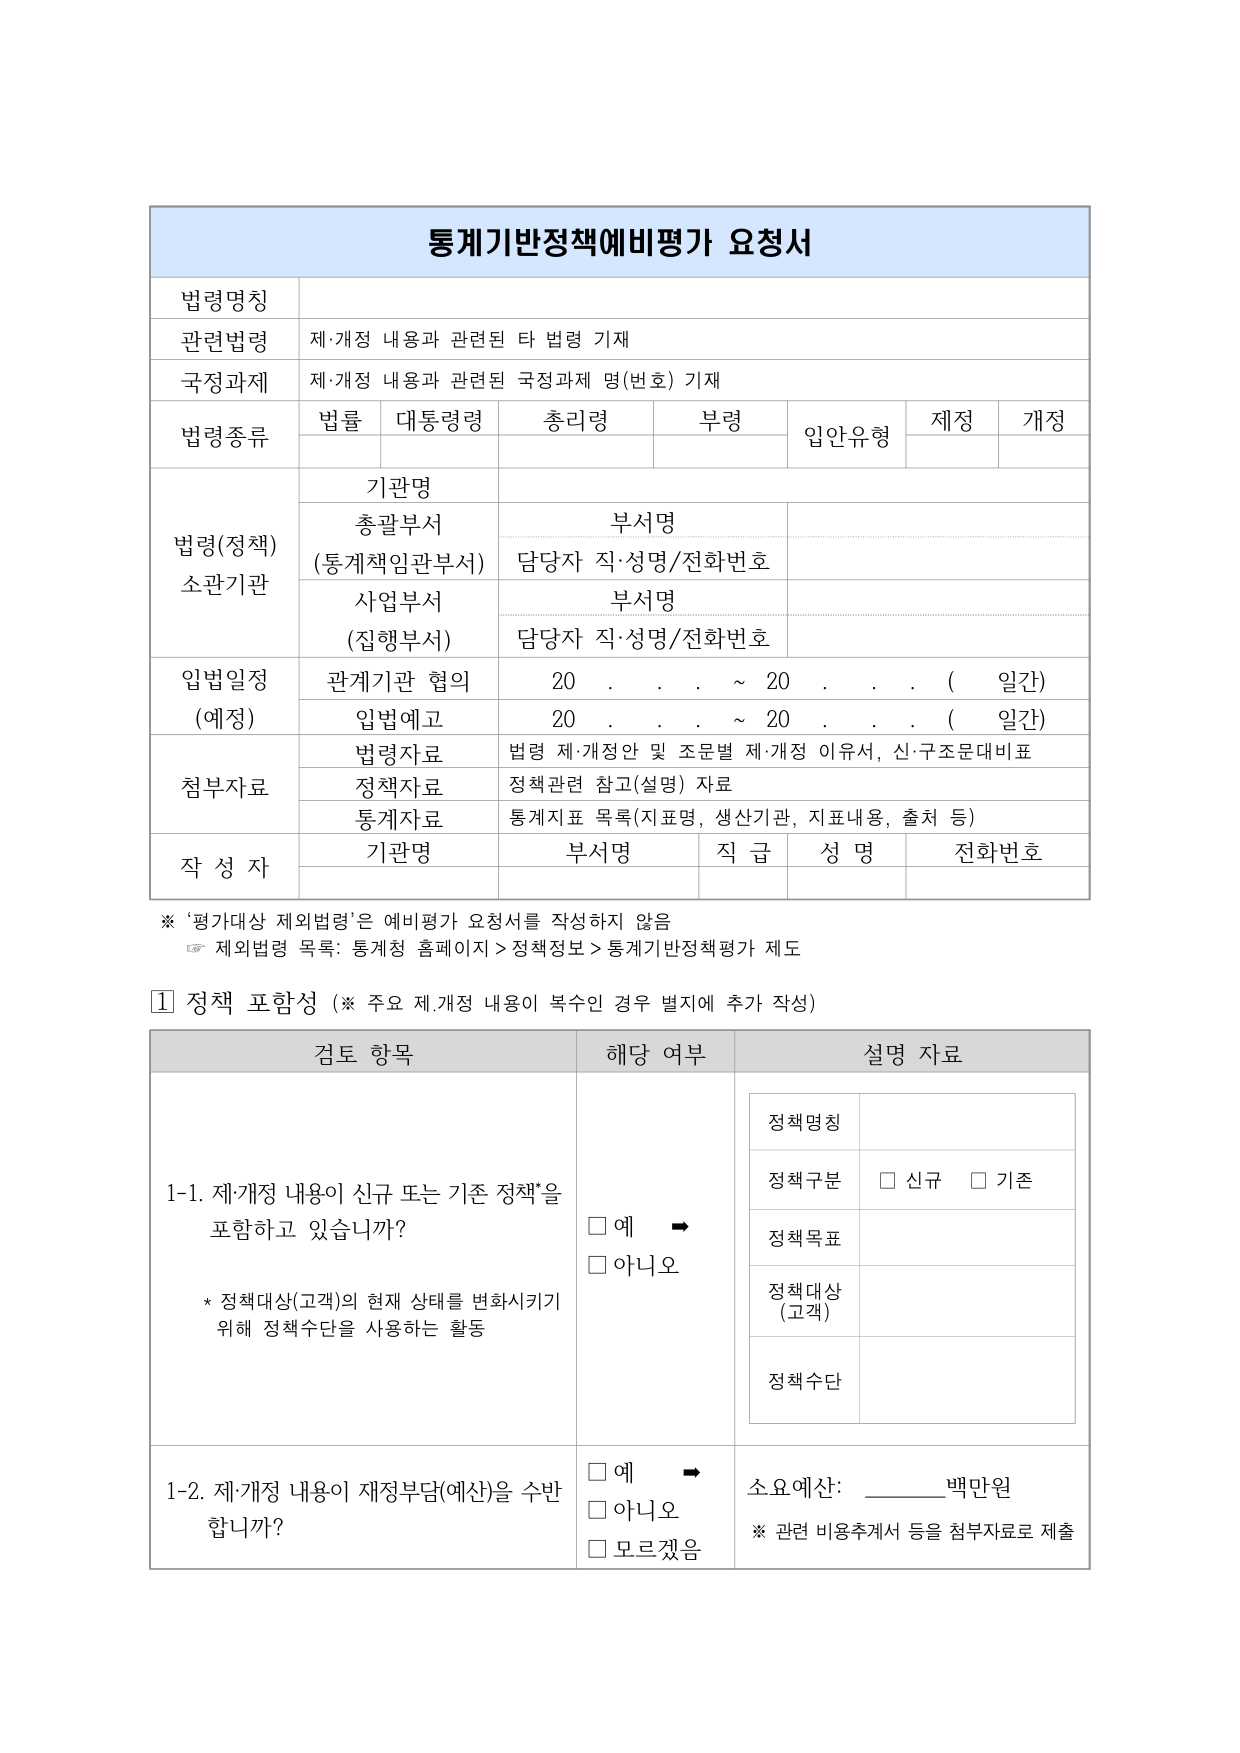 통계기반정책예비평가 요청서
법령명칭
관련법령 제·개정 내용과 관련된 타 법령 기재
국정과제 제·개정 내용과 관련된 국정과제 명(번호) 기재
법령종류 법률 대통령령 총리령 부령 입안유형 제정 개정
법령(정책)
소관기관
기관명
총괄부서
(통계책임관부서)
부서명
담당자 직·성명/전화번호
사업부서
(집행부서)
부서명
담당자 직·성명/전화번호
입법일정
(예정)
관계기관 협의 20 . . . ~ 20 . . . ( 일간)
입법예고 20 . . . ~ 20 . . . ( 일간)
첨부자료
법령자료 법령 제·개정안 및 조문별 제·개정 이유서, 신·구조문대비표
정책자료 정책관련 참고(설명) 자료
통계자료 통계지표 목록(지표명, 생산기관, 지표내용, 출처 등)
작 성 자 기관명 부서명 직 급 성 명 전화번호
※ ‘평가대상 제외법령’은 예비평가 요청서를 작성하지 않음
☞ 제외법령 목록: 통계청 홈페이지 > 정책정보 > 통계기반정책평가 제도
1 정책 포함성 (※ 주요 제.개정 내용이 복수인 경우 별지에 추가 작성)
검토 항목 해당 여부 설명 자료
1-1. 제·개정 내용이 신규 또는 기존 정책*을
포함하고 있습니까?
* 정책대상(고객)의 현재 상태를 변화시키기
위해 정책수단을 사용하는 활동
□ 예 ➡
□ 아니오
정책명칭
정책구분 □ 신규 □ 기존
정책목표
정책대상
(고객)
정책수단
1-2. 제·개정 내용이 재정부담(예산)을 수반
합니까?
□ 예 ➡
□ 아니오
□ 모르겠음
소요예산: _______백만원
※ 관련 비용추계서 등을 첨부자료로 제출